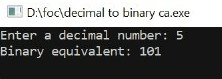 D:\foc\decimal to binary ca.exe
Enter a decimal number: 5
Binary equivalent: 101